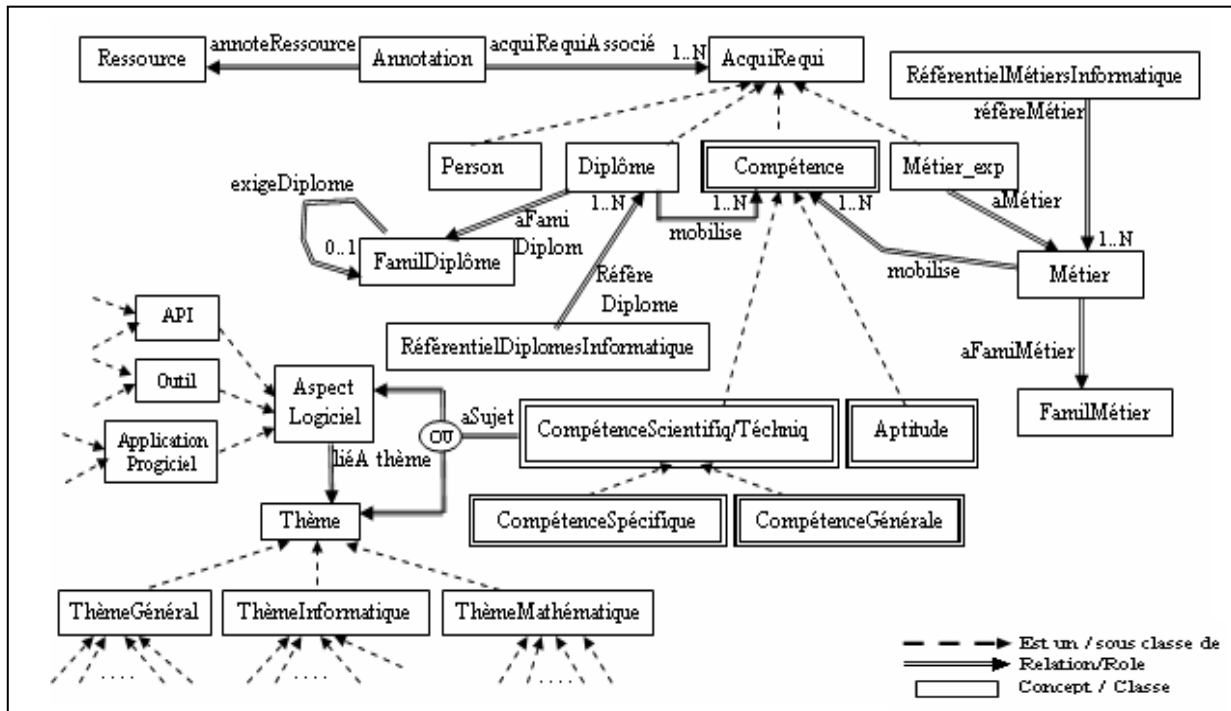 annoteRessource
acquiRequiAssocié
1..N
Ressource
Annotation
AcquiRequi
RéférentielMétiersInformatique
réfèreMétier
Person
Diplôme
Compétence
Métier_exp
exigeDiplome
1..N
1..N
1..N
aMétier
aFami
Diplom
mobilise
1..N
0..1
FamilDiplôme
mobilise
Métier
Réfère
Diplome
API
RéférentielDiplomesInformatique
aFamiMétier
Outil
Aspect
Logiciel
aSujet
FamilMétier
OU
CompétenceScientifiq/Téchniq
Aptitude
Application
Progiciel
liéA thème
Thème
CompétenceSpécifique
CompétenceGénérale
ThèmeGénéral
ThèmeInformatique
ThèmeMathématique
....
....
.....
Est un / sous classe de
Relation/Role
Concept / Classe